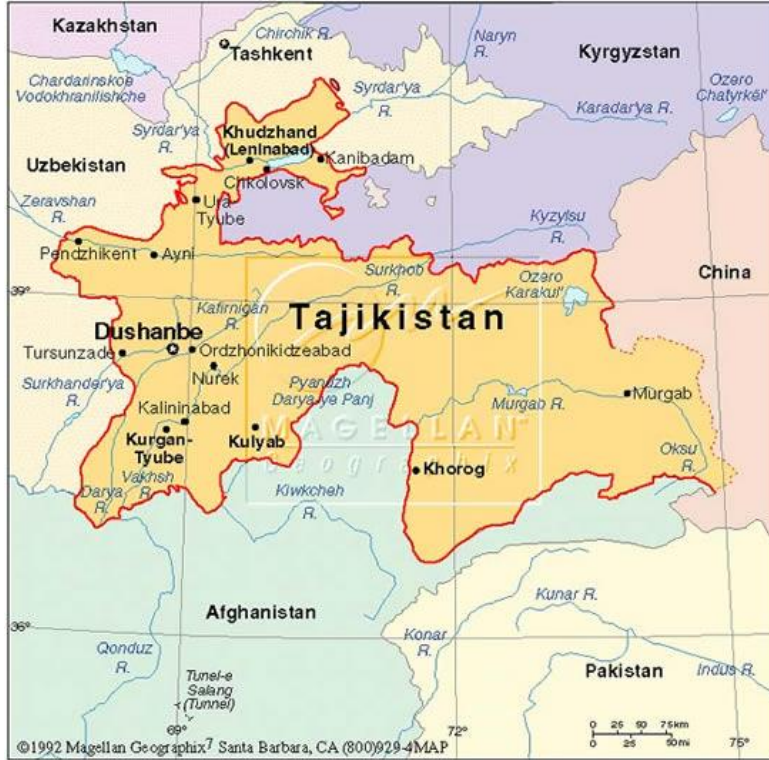 Kazakhstan
Chirchik R.
Tashkent
Naryn
R.
Kyrgyzstan
Chardarinskoe
Vodokhranilishche
Syrdar'ya
R.
Ozero
Chatyrkël'
Syrdar'ya
R.
Karadar'ya R.
Khudzhand
(Leninabad)
Kanibadam
Uzbekistan
Chkolovsk
Zeravshan
R.
Ura-
Tyube
Kyzylsu
R.
Pendzhikent
Ayni
Surkhob
R.
Ozero
Karakul'
China
39°
Kafirnigan
R.
Tajikistan
Dushanbe
Tursunzade
Ordzhonikidzeabad
Nurek
Surkhander'ya
R.
Pyandzh
Darya-ye Panj
Murgab R.
Murgab
Kalininabad
MAGELLAN
Geographix
Kurgan-
Tyube
Kulyab
Khorog
Oksu
R.
Vakhsh
R.
Darya
R.
Kiwkcheh
R.
Afghanistan
36°
Kunar R.
Konar
R.
Qonduz
R.
Pakistan
Indus R.
Tunel-e
Salang
(Tunnel)
0 25 50 75km
0 25 50mi
69°
72°
75°
©1992 Magellan Geographix⁷ Santa Barbara, CA (800)929-4MAP